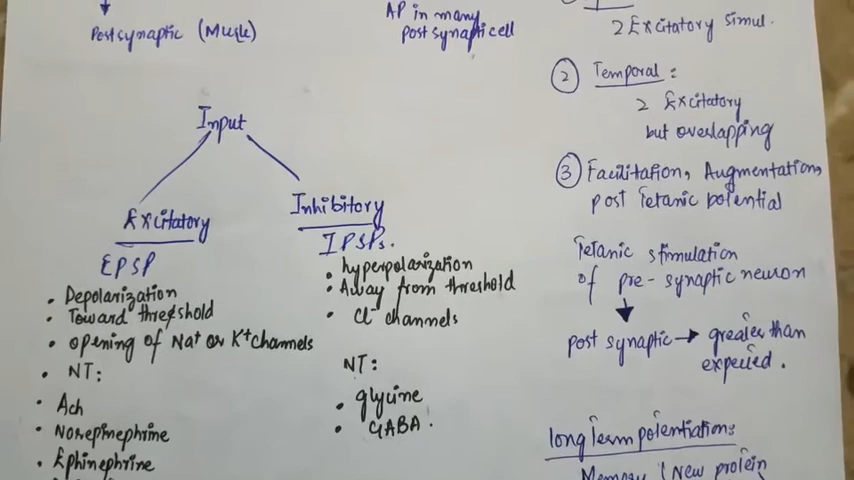 Postsynaptic (Muscle)
AP in many
post synaptic cell
Input
Excitatory
EPSP
• Depolarization
• Toward threshold
• opening of Na+ or K+ channels
• NT:
• Ach
• Norepinephrine
• Ephinephrine
Inhibitory
IPSPs.
• hyperpolarization
• Away from threshold
• Cl- channels
NT:
• glycine
• GABA.
2 Excitatory simul.
② Temporal:
2 Excitatory
but overlapping
③ Facilitation, Augmentation,
post Tetanic potential
Tetanic stimulation
of pre-synaptic neuron
post synaptic → greater than
expected.
long Term potentiation:
Memory (New protein